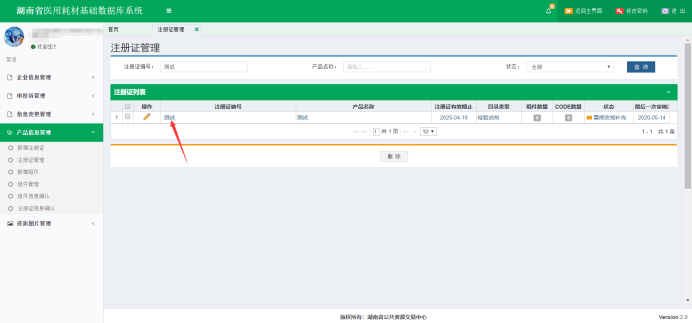 湖南省医用耗材基础数据库系统
8
返回主界面
修改密码
退 出
首页
注册证管理
欢迎您！
菜单
企业信息管理
申投诉管理
信息变更管理
产品信息管理
新增注册证
注册证管理
新增组件
组件管理
组件信息确认
注册证信息确认
资质图片管理
注册证管理
注册证编号： 测试 产品名称： 请输入... 状态： 全部 查 询
注册证列表
操作 注册证编号 产品名称 注册证有效期止 目录类型 组件数量 CODE数量 状态 最后一次审核
1 测试 测试 2025-04-16 检验试剂 需修改或补充 2020-05-14
1 共 1 页 10 1 - 1 共 1 条
删 除
版权所有：湖南省公共资源交易中心 Version 2.0